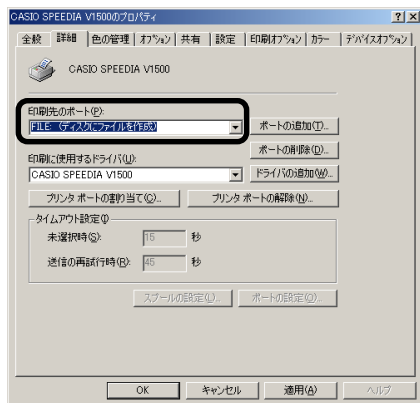 CASIO SPEEDIA V1500のプロパティ
全般 詳細 色の管理 オプション 共有 設定 印刷オプション カラー デバイスオプション
CASIO SPEEDIA V1500
印刷先のポート(P):
FILE: (ディスクにファイルを作成)
ポートの追加(T)...
ポートの削除(D)...
印刷に使用するドライバ(U):
CASIO SPEEDIA V1500
ドライバの追加(W)...
プリンタ ポートの割り当て(C)...
プリンタ ポートの解除(N)...
タイムアウト設定
未選択時(S): 15 秒
送信の再試行時(R): 45 秒
スプールの設定(L)...
ポートの設定(O)...
OK
キャンセル
適用(A)
ヘルプ